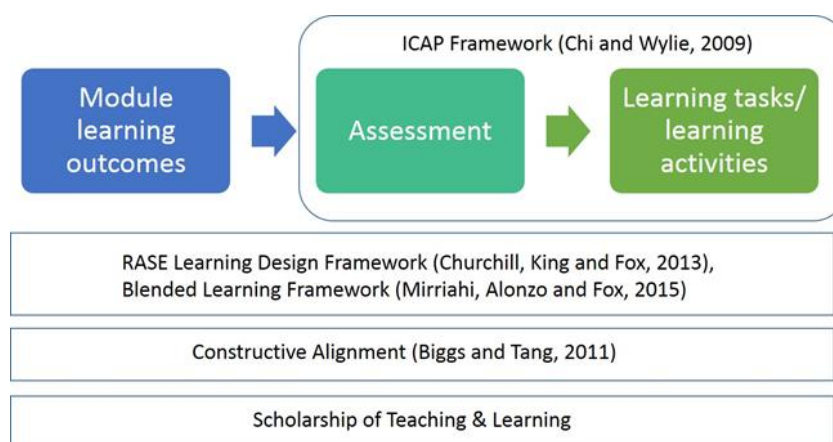 ICAP Framework (Chi and Wylie, 2009)
Module
learning
outcomes
Assessment
Learning tasks/
learning
activities
RASE Learning Design Framework (Churchill, King and Fox, 2013),
Blended Learning Framework (Mirriahi, Alonzo and Fox, 2015)
Constructive Alignment (Biggs and Tang, 2011)
Scholarship of Teaching & Learning